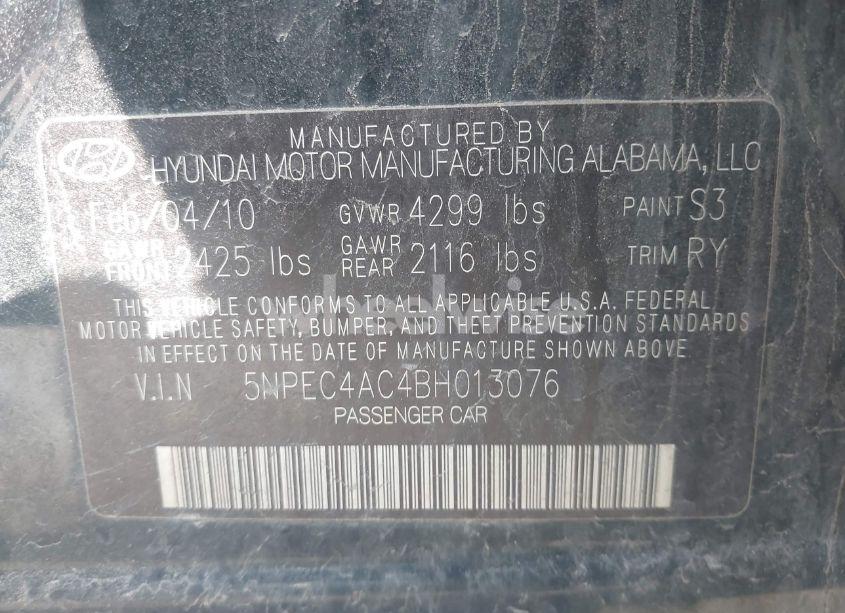 MANUFACTURED BY
HYUNDAI MOTOR MANUFACTURING ALABAMA, LLC
Feb/04/10 GVWR 4299 lbs PAINT S3
GAWR FRONT 2425 lbs GAWR REAR 2116 lbs TRIM RY
THIS VEHICLE CONFORMS TO ALL APPLICABLE U.S.A. FEDERAL
MOTOR VEHICLE SAFETY, BUMPER, AND THEFT PREVENTION STANDARDS
IN EFFECT ON THE DATE OF MANUFACTURE SHOWN ABOVE.
V.I.N 5NPEC4AC4BH013076
PASSENGER CAR